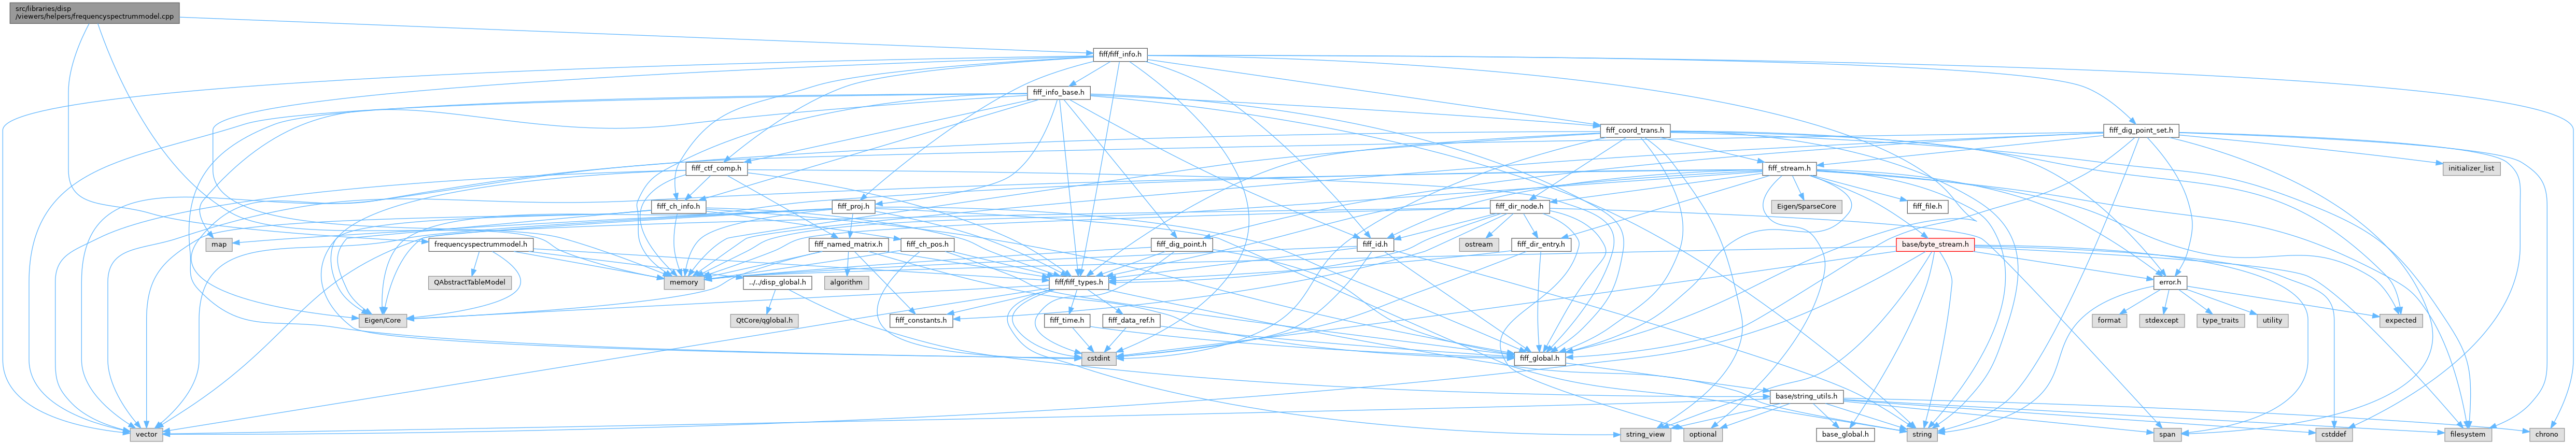 src/libraries/disp
/viewers/helpers/frequencyspectrummodel.cpp
fiff/fiff_info.h
fiff_info_base.h
fiff_coord_trans.h
fiff_dig_point_set.h
fiff_ctf_comp.h
fiff_stream.h
initializer_list
fiff_ch_info.h
fiff_proj.h
fiff_dir_node.h
Eigen/SparseCore
fiff_file.h
map
frequencyspectrummodel.h
fiff_named_matrix.h
fiff_ch_pos.h
fiff_dig_point.h
fiff_id.h
ostream
fiff_dir_entry.h
base/byte_stream.h
QAbstractTableModel
memory
../../disp_global.h
algorithm
fiff/fiff_types.h
error.h
Eigen/Core
QtCore/qglobal.h
fiff_constants.h
fiff_time.h
fiff_data_ref.h
format
stdexcept
type_traits
utility
expected
cstdint
fiff_global.h
base/string_utils.h
vector
string_view
optional
base_global.h
string
span
cstddef
filesystem
chrono